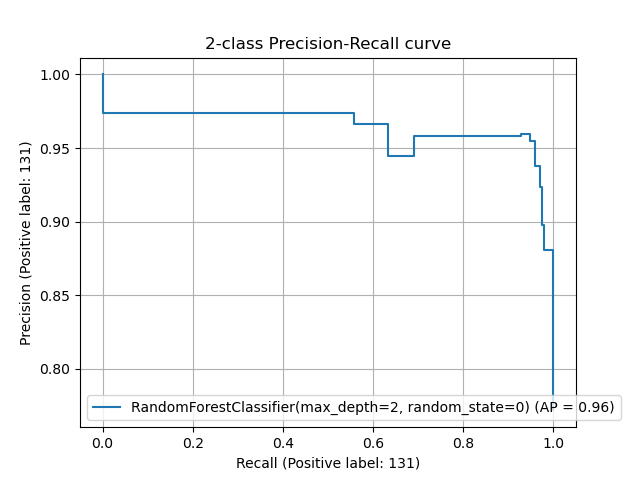 2-class Precision-Recall curve
1.00
0.95
0.90
0.85
0.80
Precision (Positive label: 131)
RandomForestClassifier(max_depth=2, random_state=0) (AP = 0.96)
0.0 0.2 0.4 0.6 0.8 1.0
Recall (Positive label: 131)